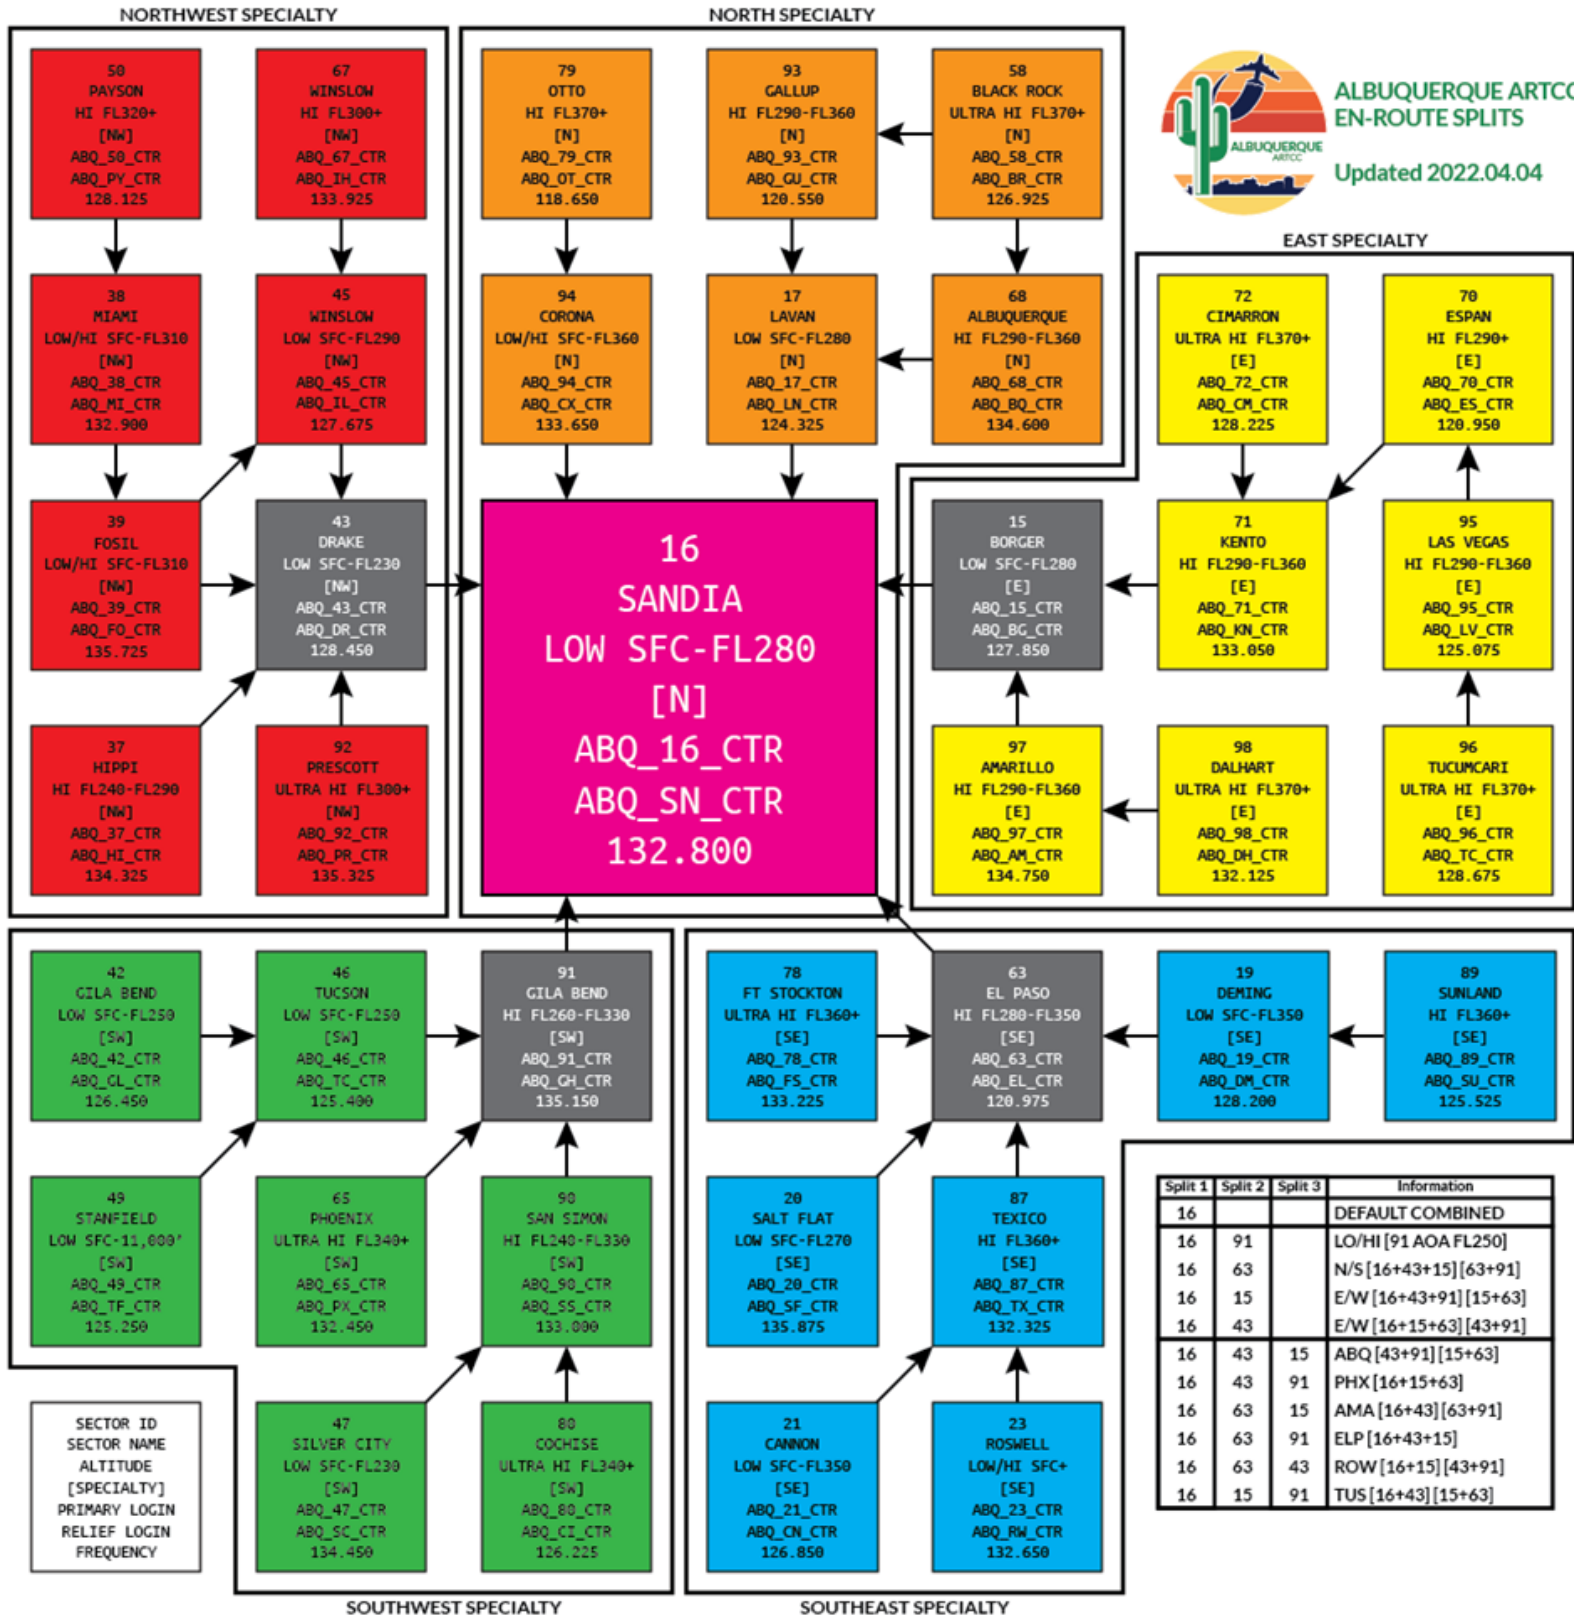 NORTHWEST SPECIALTY
50
PAYSON
HI FL320+
[NW]
ABQ_50_CTR
ABQ_PY_CTR
128.125
67
WINSLOW
HI FL300+
[NW]
ABQ_67_CTR
ABQ_IH_CTR
133.925
38
MIAMI
LOW/HI SFC-FL310
[NW]
ABQ_38_CTR
ABQ_MI_CTR
132.900
45
WINSLOW
LOW SFC-FL290
[NW]
ABQ_45_CTR
ABQ_IL_CTR
127.675
39
FOSIL
LOW/HI SFC-FL310
[NW]
ABQ_39_CTR
ABQ_FO_CTR
135.725
43
DRAKE
LOW SFC-FL230
[NW]
ABQ_43_CTR
ABQ_DR_CTR
128.450
37
HIPPI
HI FL240-FL290
[NW]
ABQ_37_CTR
ABQ_HI_CTR
134.325
92
PRESCOTT
ULTRA HI FL300+
[NW]
ABQ_92_CTR
ABQ_PR_CTR
135.325
NORTH SPECIALTY
79
OTTO
HI FL370+
[N]
ABQ_79_CTR
ABQ_OT_CTR
118.650
93
GALLUP
HI FL290-FL360
[N]
ABQ_93_CTR
ABQ_GU_CTR
120.550
58
BLACK ROCK
ULTRA HI FL370+
[N]
ABQ_58_CTR
ABQ_BR_CTR
126.925
94
CORONA
LOW/HI SFC-FL360
[N]
ABQ_94_CTR
ABQ_CX_CTR
133.650
17
LAVAN
LOW SFC-FL280
[N]
ABQ_17_CTR
ABQ_LN_CTR
124.325
68
ALBUQUERQUE
HI FL290-FL360
[N]
ABQ_68_CTR
ABQ_BQ_CTR
134.600
16
SANDIA
LOW SFC-FL280
[N]
ABQ_16_CTR
ABQ_SN_CTR
132.800
ALBUQUERQUE
ARTCC
ALBUQUERQUE ARTCC
EN-ROUTE SPLITS
Updated 2022.04.04
EAST SPECIALTY
72
CIMARRON
ULTRA HI FL370+
[E]
ABQ_72_CTR
ABQ_CM_CTR
128.225
70
ESPAN
HI FL290+
[E]
ABQ_70_CTR
ABQ_ES_CTR
120.950
15
BORGER
LOW SFC-FL280
[E]
ABQ_15_CTR
ABQ_BG_CTR
127.850
71
KENTO
HI FL290-FL360
[E]
ABQ_71_CTR
ABQ_KN_CTR
133.050
95
LAS VEGAS
HI FL290-FL360
[E]
ABQ_95_CTR
ABQ_LV_CTR
125.075
97
AMARILLO
HI FL290-FL360
[E]
ABQ_97_CTR
ABQ_AM_CTR
134.750
98
DALHART
ULTRA HI FL370+
[E]
ABQ_98_CTR
ABQ_DH_CTR
132.125
96
TUCUMCARI
ULTRA HI FL370+
[E]
ABQ_96_CTR
ABQ_TC_CTR
128.675
42
GILA BEND
LOW SFC-FL250
[SW]
ABQ_42_CTR
ABQ_GL_CTR
126.450
46
TUCSON
LOW SFC-FL250
[SW]
ABQ_46_CTR
ABQ_TC_CTR
125.400
91
GILA BEND
HI FL260-FL330
[SW]
ABQ_91_CTR
ABQ_GH_CTR
135.150
49
STANFIELD
LOW SFC-11,000'
[SW]
ABQ_49_CTR
ABQ_TF_CTR
125.250
65
PHOENIX
ULTRA HI FL340+
[SW]
ABQ_65_CTR
ABQ_PX_CTR
132.450
90
SAN SIMON
HI FL240-FL330
[SW]
ABQ_90_CTR
ABQ_SS_CTR
133.000
47
SILVER CITY
LOW SFC-FL230
[SW]
ABQ_47_CTR
ABQ_SC_CTR
134.450
80
COCHISE
ULTRA HI FL340+
[SW]
ABQ_80_CTR
ABQ_CI_CTR
126.225
SOUTHWEST SPECIALTY
78
FT STOCKTON
ULTRA HI FL360+
[SE]
ABQ_78_CTR
ABQ_FS_CTR
133.225
63
EL PASO
HI FL280-FL350
[SE]
ABQ_63_CTR
ABQ_EL_CTR
120.975
19
DEMING
LOW SFC-FL350
[SE]
ABQ_19_CTR
ABQ_DM_CTR
128.200
89
SUNLAND
HI FL360+
[SE]
ABQ_89_CTR
ABQ_SU_CTR
125.525
20
SALT FLAT
LOW SFC-FL270
[SE]
ABQ_20_CTR
ABQ_SF_CTR
135.875
87
TEXICO
HI FL360+
[SE]
ABQ_87_CTR
ABQ_TX_CTR
132.325
21
CANNON
LOW SFC-FL350
[SE]
ABQ_21_CTR
ABQ_CN_CTR
126.850
23
ROSWELL
LOW/HI SFC+
[SE]
ABQ_23_CTR
ABQ_RW_CTR
132.650
SOUTHEAST SPECIALTY
SECTOR ID
SECTOR NAME
ALTITUDE
[SPECIALTY]
PRIMARY LOGIN
RELIEF LOGIN
FREQUENCY
Split 1 Split 2 Split 3 Information
16 DEFAULT COMBINED
16 91 LO/HI [91 AOA FL250]
16 63 N/S [16+43+15] [63+91]
16 15 E/W [16+43+91] [15+63]
16 43 E/W [16+15+63] [43+91]
16 43 15 ABQ [43+91] [15+63]
16 43 91 PHX [16+15+63]
16 63 15 AMA [16+43] [63+91]
16 63 91 ELP [16+43+15]
16 63 43 ROW [16+15] [43+91]
16 15 91 TUS [16+43] [15+63]